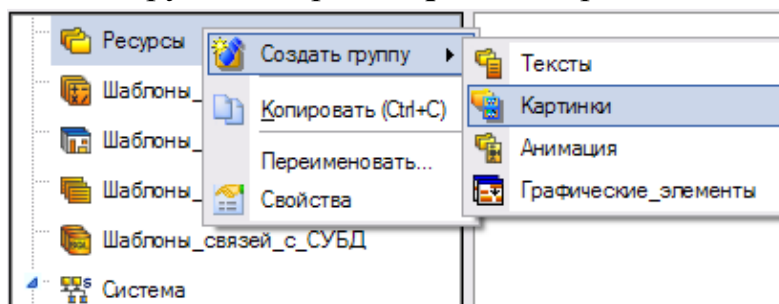 Ресурсы
Создать группу
Тексты
Шаблоны_
Копировать (Ctrl+C)
Картинки
Шаблоны_
Переименовать...
Анимация
Шаблоны_
Свойства
Графические_элементы
Шаблоны_связей_с_СУБД
Система